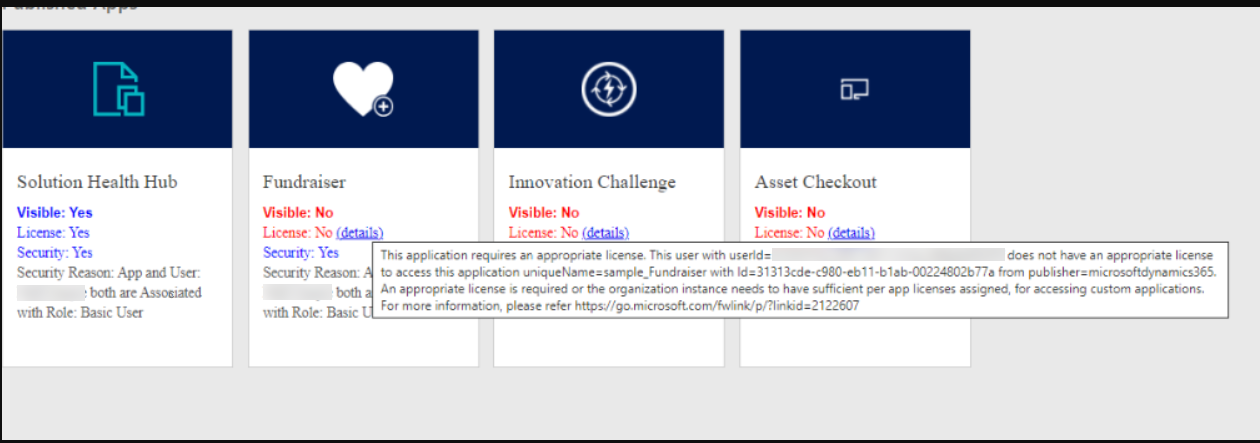 Published Apps
Solution Health Hub
Visible: Yes
License: Yes
Security: Yes
Security Reason: App and User:
: both are Associated
with Role: Basic User
Fundraiser
Visible: No
License: No (details)
Security: Yes
Security Reason: A
both a
with Role: Basic U
Innovation Challenge
Visible: No
License: No (details)
Asset Checkout
Visible: No
License: No (details)
This application requires an appropriate license. This user with userId= does not have an appropriate license
to access this application uniqueName=sample_Fundraiser with Id=31313cde-c980-eb11-b1ab-00224802b77a from publisher=microsoftdynamics365.
An appropriate license is required or the organization instance needs to have sufficient per app licenses assigned, for accessing custom applications.
For more information, please refer https://go.microsoft.com/fwlink/p/?linkid=2122607